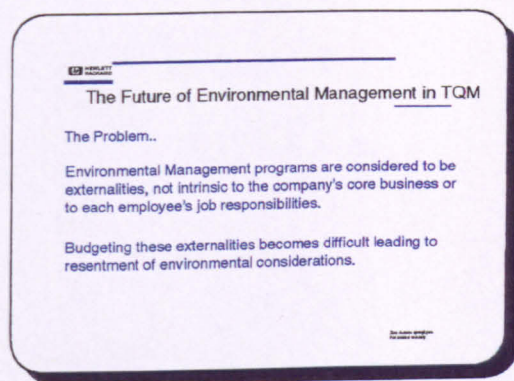 HEWLETT
PACKARD
The Future of Environmental Management in TQM
The Problem..
Environmental Management programs are considered to be
externalities, not intrinsic to the company's core business or
to each employee's job responsibilities.
Budgeting these externalities becomes difficult leading to
resentment of environmental considerations.